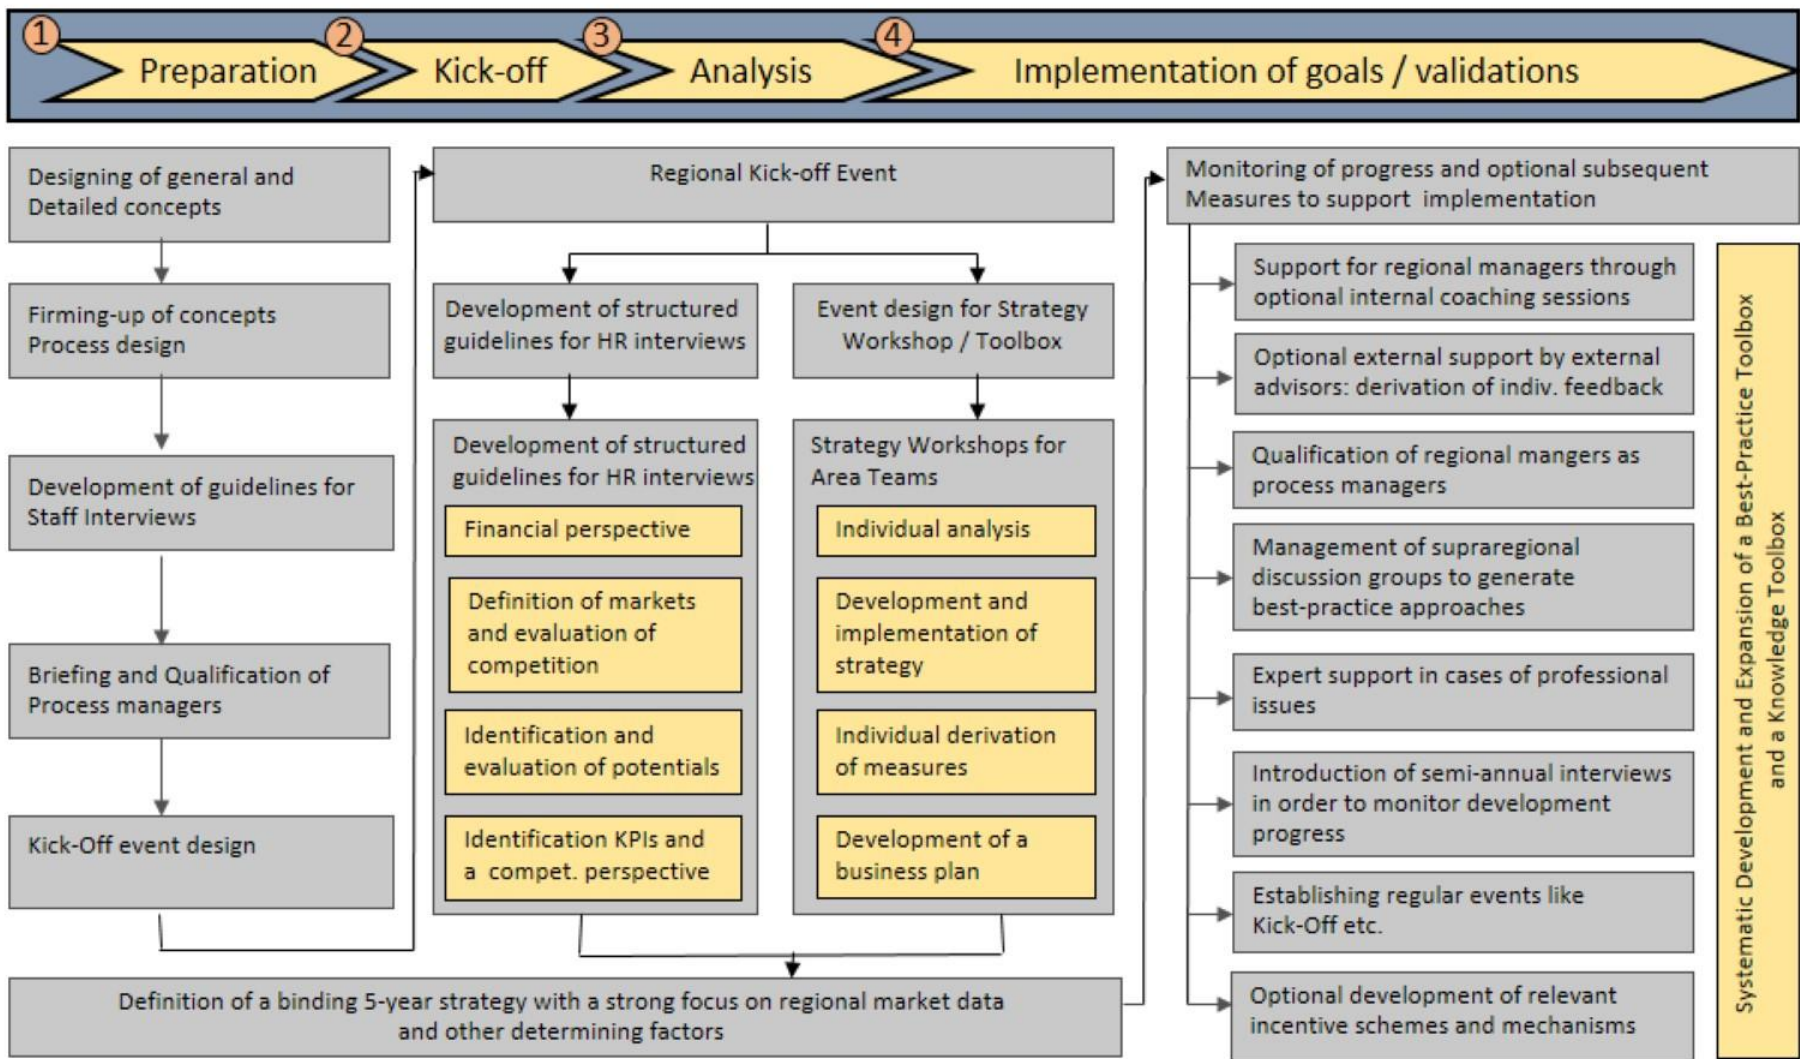 1
Preparation
2
Kick-off
3
Analysis
4
Implementation of goals / validations
Designing of general and
Detailed concepts
Firming-up of concepts
Process design
Development of guidelines for
Staff Interviews
Briefing and Qualification of
Process managers
Kick-Off event design
Regional Kick-off Event
Development of structured
guidelines for HR interviews
Event design for Strategy
Workshop / Toolbox
Development of structured
guidelines for HR interviews
Financial perspective
Definition of markets
and evaluation of
competition
Identification and
evaluation of potentials
Identification KPIs and
a compet. perspective
Strategy Workshops for
Area Teams
Individual analysis
Development and
implementation of
strategy
Individual derivation
of measures
Development of a
business plan
Definition of a binding 5-year strategy with a strong focus on regional market data
and other determining factors
Monitoring of progress and optional subsequent
Measures to support implementation
Support for regional managers through
optional internal coaching sessions
Optional external support by external
advisors: derivation of indiv. feedback
Qualification of regional mangers as
process managers
Management of supraregional
discussion groups to generate
best-practice approaches
Expert support in cases of professional
issues
Introduction of semi-annual interviews
in order to monitor development
progress
Establishing regular events like
Kick-Off etc.
Optional development of relevant
incentive schemes and mechanisms
Systematic Development and Expansion of a Best-Practice Toolbox
and a Knowledge Toolbox